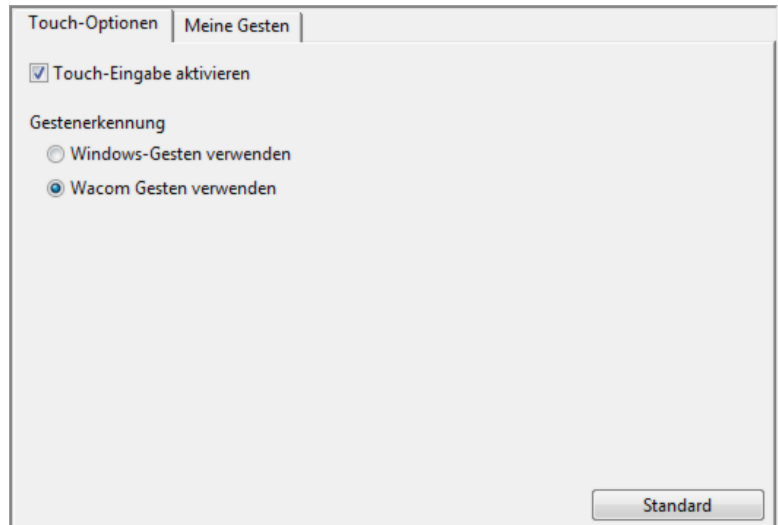 Touch-Optionen
Meine Gesten
Touch-Eingabe aktivieren
Gestenerkennung
Windows-Gesten verwenden
Wacom Gesten verwenden
Standard